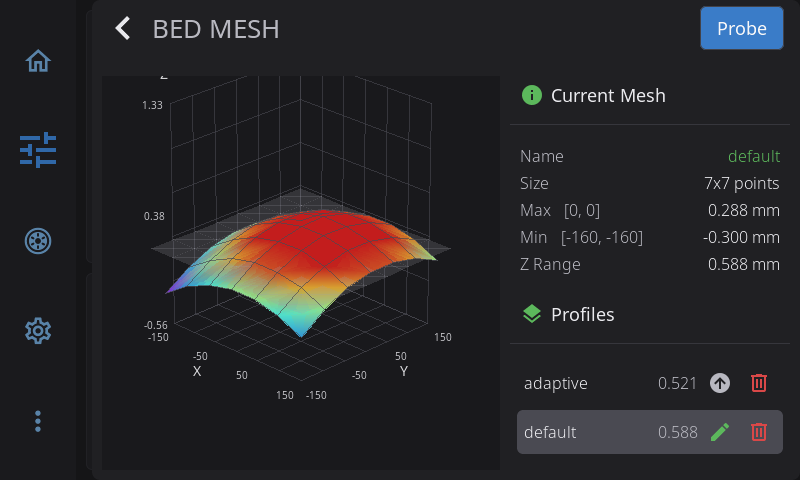 BED MESH
Probe
Z
1.33
0.38
-0.56
-150
-50
X
50
150
-150
-50
Y
50
150
Current Mesh
Name default
Size 7x7 points
Max [0, 0] 0.288 mm
Min [-160, -160] -0.300 mm
Z Range 0.588 mm
Profiles
adaptive 0.521
default 0.588